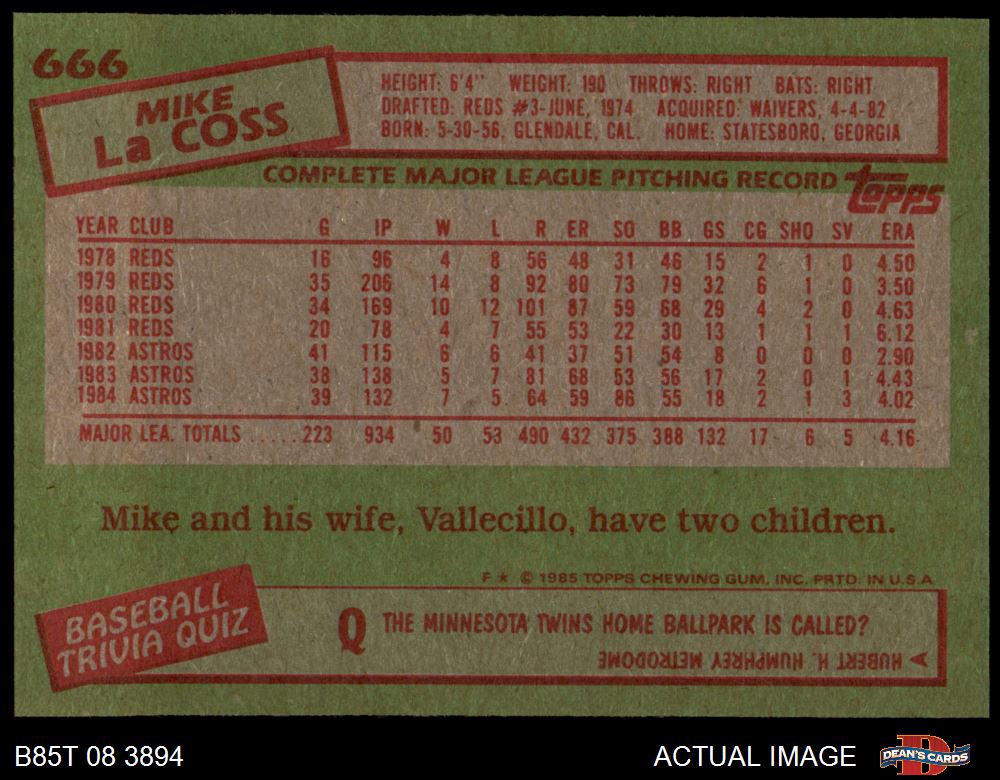 666
MIKE
La COSS
HEIGHT: 6'4" WEIGHT: 190 THROWS: RIGHT BATS: RIGHT
DRAFTED: REDS #3-JUNE, 1974 ACQUIRED: WAIVERS, 4-4-82
BORN: 5-30-56, GLENDALE, CAL. HOME: STATESBORO, GEORGIA
COMPLETE MAJOR LEAGUE PITCHING RECORD topps
YEAR CLUB G IP W L R ER SO BB GS CG SHO SV ERA
1978 REDS 16 96 4 8 56 48 31 46 15 2 1 0 4.50
1979 REDS 35 206 14 8 92 80 73 79 32 6 1 0 3.50
1980 REDS 34 169 10 12 101 87 59 68 29 4 2 0 4.63
1981 REDS 20 78 4 7 55 53 22 30 13 1 1 1 6.12
1982 ASTROS 41 115 6 6 41 37 51 54 8 0 0 0 2.90
1983 ASTROS 38 138 5 7 81 68 53 56 17 2 0 1 4.43
1984 ASTROS 39 132 7 5 64 59 86 55 18 2 1 3 4.02
MAJOR LEA. TOTALS ..... 223 934 50 53 490 432 375 388 132 17 6 5 4.16
Mike and his wife, Vallecillo, have two children.
F ★ © 1985 TOPPS CHEWING GUM, INC. PRTD. IN U.S.A.
BASEBALL
TRIVIA QUIZ
Q THE MINNESOTA TWINS HOME BALLPARK IS CALLED?
HUBERT H. HUMPHREY METRODOME
B85T 08 3894 ACTUAL IMAGE DEAN'S CARDS